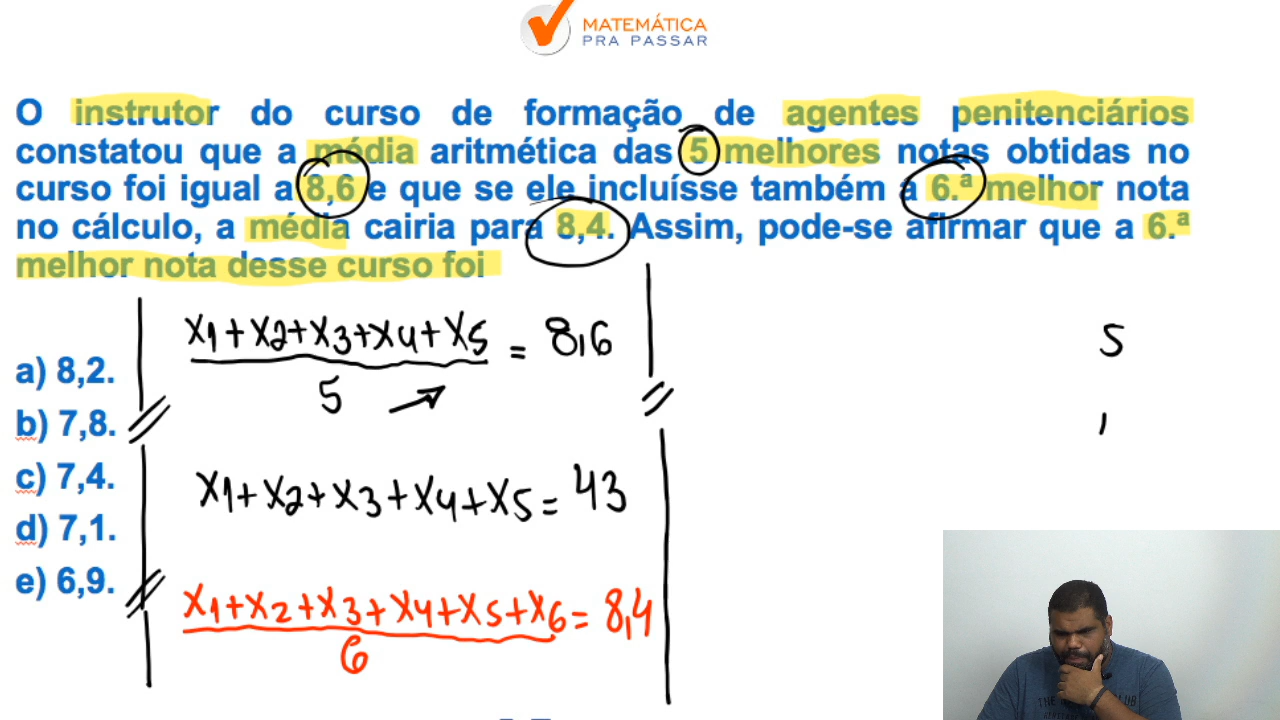 MATEMÁTICA
PRA PASSAR
O instrutor do curso de formação de agentes penitenciários
constatou que a média aritmética das 5 melhores notas obtidas no
curso foi igual a 8,6 e que se ele incluísse também a 6.ª melhor nota
no cálculo, a média cairia para 8,4. Assim, pode-se afirmar que a 6.ª
melhor nota desse curso foi
a) 8,2.
b) 7,8.
c) 7,4.
d) 7,1.
e) 6,9.
x1+x2+x3+x4+x5 = 8,6
5
x1+x2+x3+x4+x5=43
x1+x2+x3+x4+x5+x6=8,4
6
5